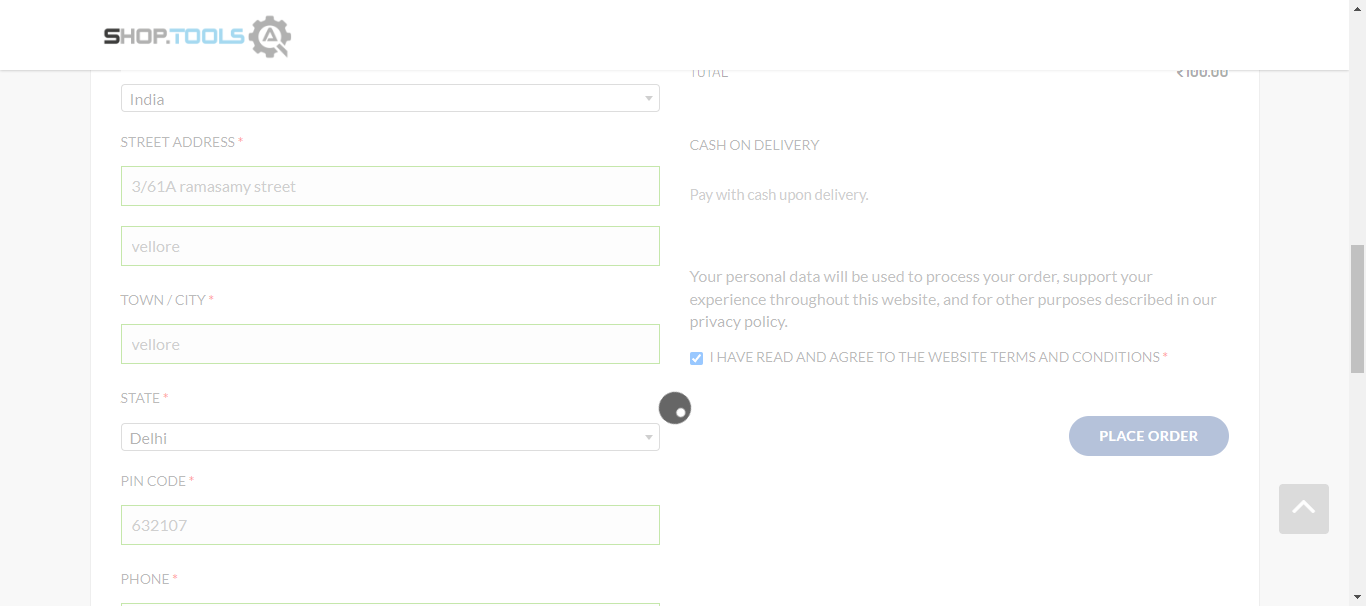 SHOP.TOOLS
India
STREET ADDRESS *
3/61A ramasamy street
vellore
TOWN / CITY *
vellore
STATE *
Delhi
PIN CODE *
632107
PHONE *
TOTAL ₹100.00
CASH ON DELIVERY
Pay with cash upon delivery.
Your personal data will be used to process your order, support your
experience throughout this website, and for other purposes described in our
privacy policy.
I HAVE READ AND AGREE TO THE WEBSITE TERMS AND CONDITIONS *
PLACE ORDER